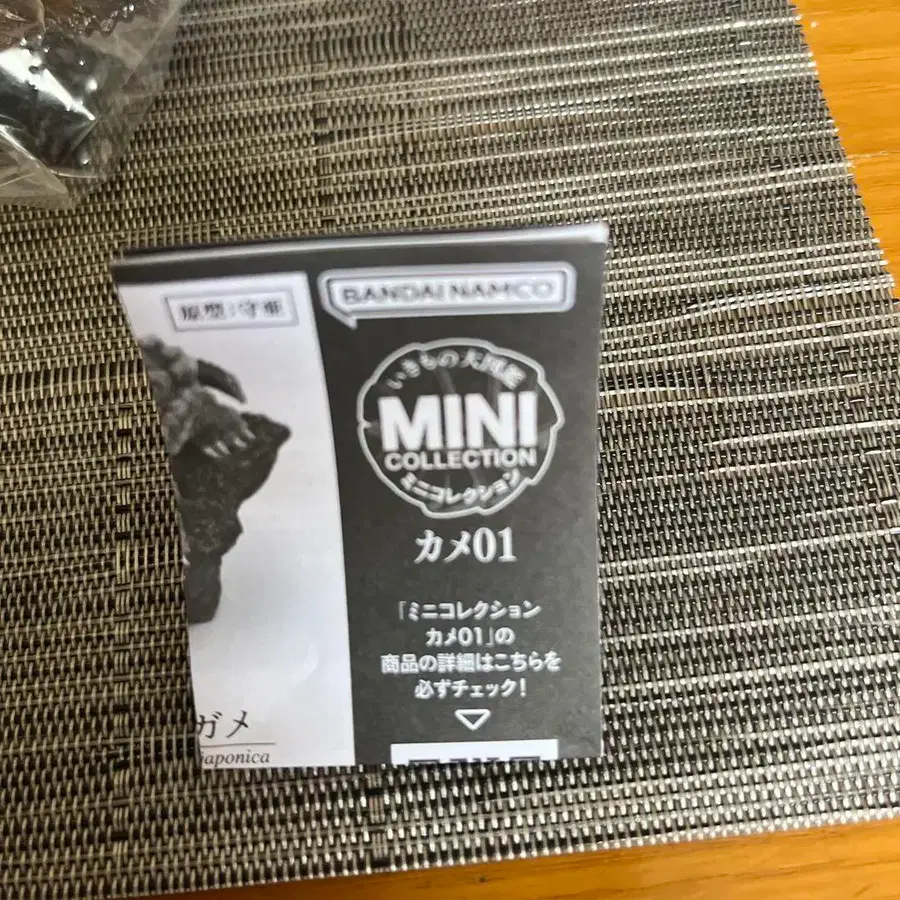 原型：守亜
BANDAI NAMCO
いきもの大図鑑
MINI
COLLECTION
ミニコレクション
カメ01
「ミニコレクション
カメ01」の
商品の詳細はこちらを
必ずチェック！
ガメ
japonica